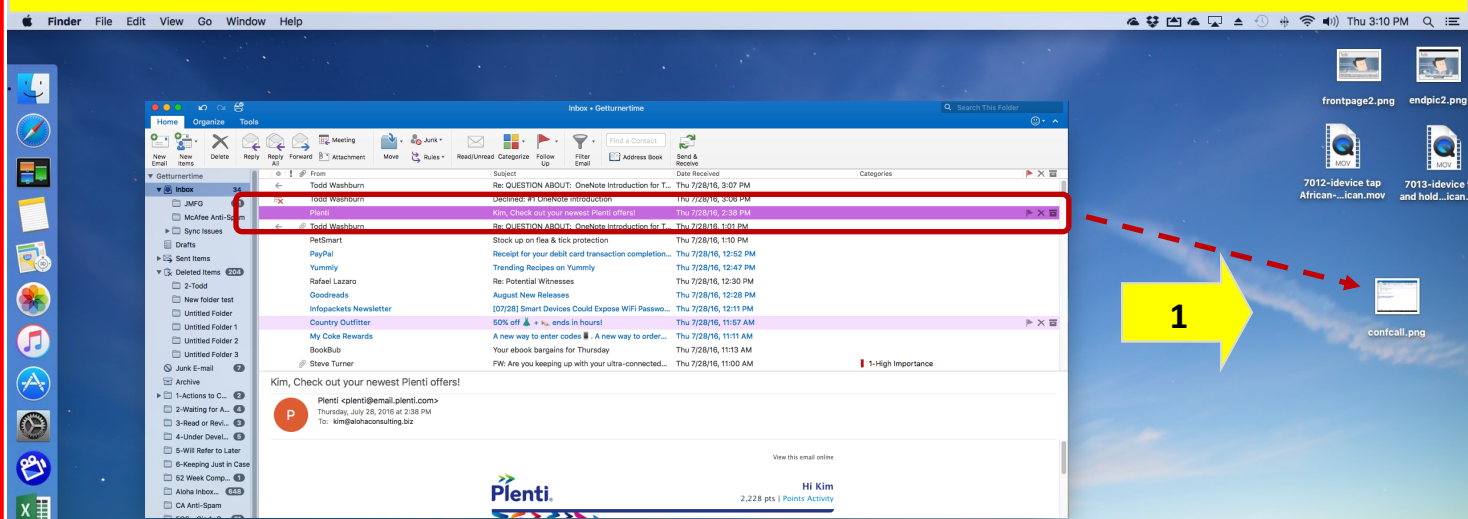 Finder File Edit View Go Window Help
Thu 3:10 PM
frontpage2.png endpic2.png
MOV MOV
7012-idevice tap African-...ican.mov
7013-idevice
and hold...ican.
confcall.png
1
Inbox • Getturnertime
Search This Folder
Home Organize Tools
New Email
New Items
Delete
Reply
Reply All
Forward
Meeting
Attachment
Move
Junk
Rules
Read/Unread
Categorize
Follow Up
Filter Email
Find a Contact
Address Book
Send & Receive
Getturnertime
Inbox 34
JMFG
McAfee Anti-Spam
Sync Issues
Drafts
Sent Items
Deleted Items 204
2-Todd
New folder test
Untitled Folder
Untitled Folder 1
Untitled Folder 2
Untitled Folder 3
Junk E-mail 7
Archive
1-Actions to C... 2
2-Waiting for A... 4
3-Read or Revi... 3
4-Under Devel...
5-Will Refer to Later
6-Keeping Just in Case
52 Week Comp... 1
Aloha Inbox... 648
CA Anti-Spam
From Subject Date Received Categories
Todd Washburn Re: QUESTION ABOUT: OneNote Introduction for T... Thu 7/28/16, 3:07 PM
Todd Washburn Declined: #1 OneNote introduction Thu 7/28/16, 3:06 PM
Plenti Kim, Check out your newest Plenti offers! Thu 7/28/16, 2:38 PM
Todd Washburn Re: QUESTION ABOUT: OneNote Introduction for T... Thu 7/28/16, 1:01 PM
PetSmart Stock up on flea & tick protection Thu 7/28/16, 1:10 PM
PayPal Receipt for your debit card transaction completion... Thu 7/28/16, 12:52 PM
Yummly Trending Recipes on Yummly Thu 7/28/16, 12:47 PM
Rafael Lazaro Re: Potential Witnesses Thu 7/28/16, 12:30 PM
Goodreads August New Releases Thu 7/28/16, 12:28 PM
Infopackets Newsletter [07/28] Smart Devices Could Expose WiFi Passwo... Thu 7/28/16, 12:11 PM
Country Outfitter 50% off 👗 + 👡 ends in hours! Thu 7/28/16, 11:57 AM
My Coke Rewards A new way to enter codes 📱. A new way to order... Thu 7/28/16, 11:11 AM
BookBub Your ebook bargains for Thursday Thu 7/28/16, 11:13 AM
Steve Turner FW: Are you keeping up with your ultra-connected... Thu 7/28/16, 11:00 AM 1-High Importance
Kim, Check out your newest Plenti offers!
P
Plenti <plenti@email.plenti.com>
Thursday, July 28, 2016 at 2:38 PM
To: kim@alohaconsulting.biz
View this email online
Plenti.
Hi Kim
2,228 pts | Points Activity